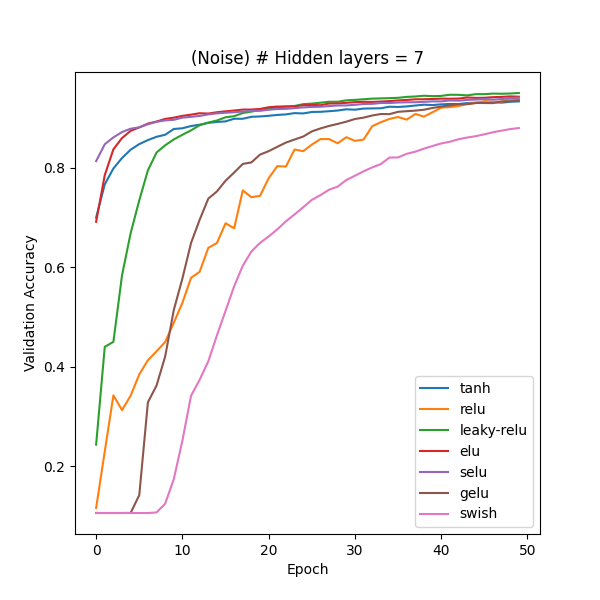 (Noise) # Hidden layers = 7
Validation Accuracy
0.8
0.6
0.4
0.2
0 10 20 30 40 50
Epoch
tanh
relu
leaky-relu
elu
selu
gelu
swish